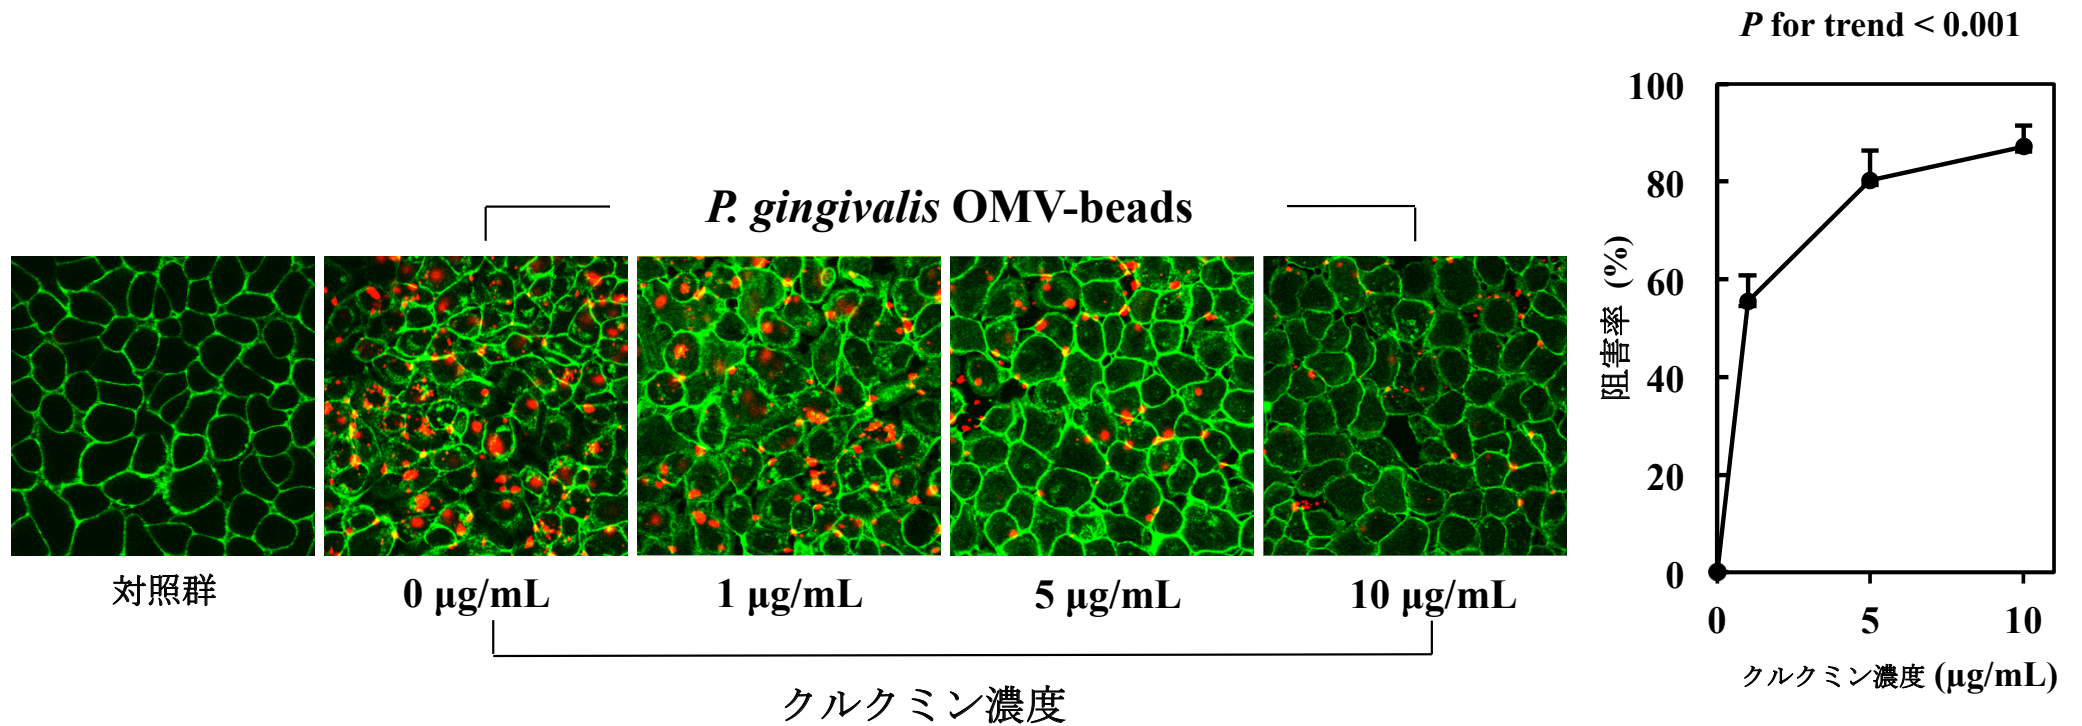 P. gingivalis OMV-beads
対照群
0 μg/mL
1 μg/mL
5 μg/mL
10 μg/mL
クルクミン濃度
P for trend < 0.001
阻害率 (%)
100
80
60
40
20
0
0
5
10
クルクミン濃度 (μg/mL)